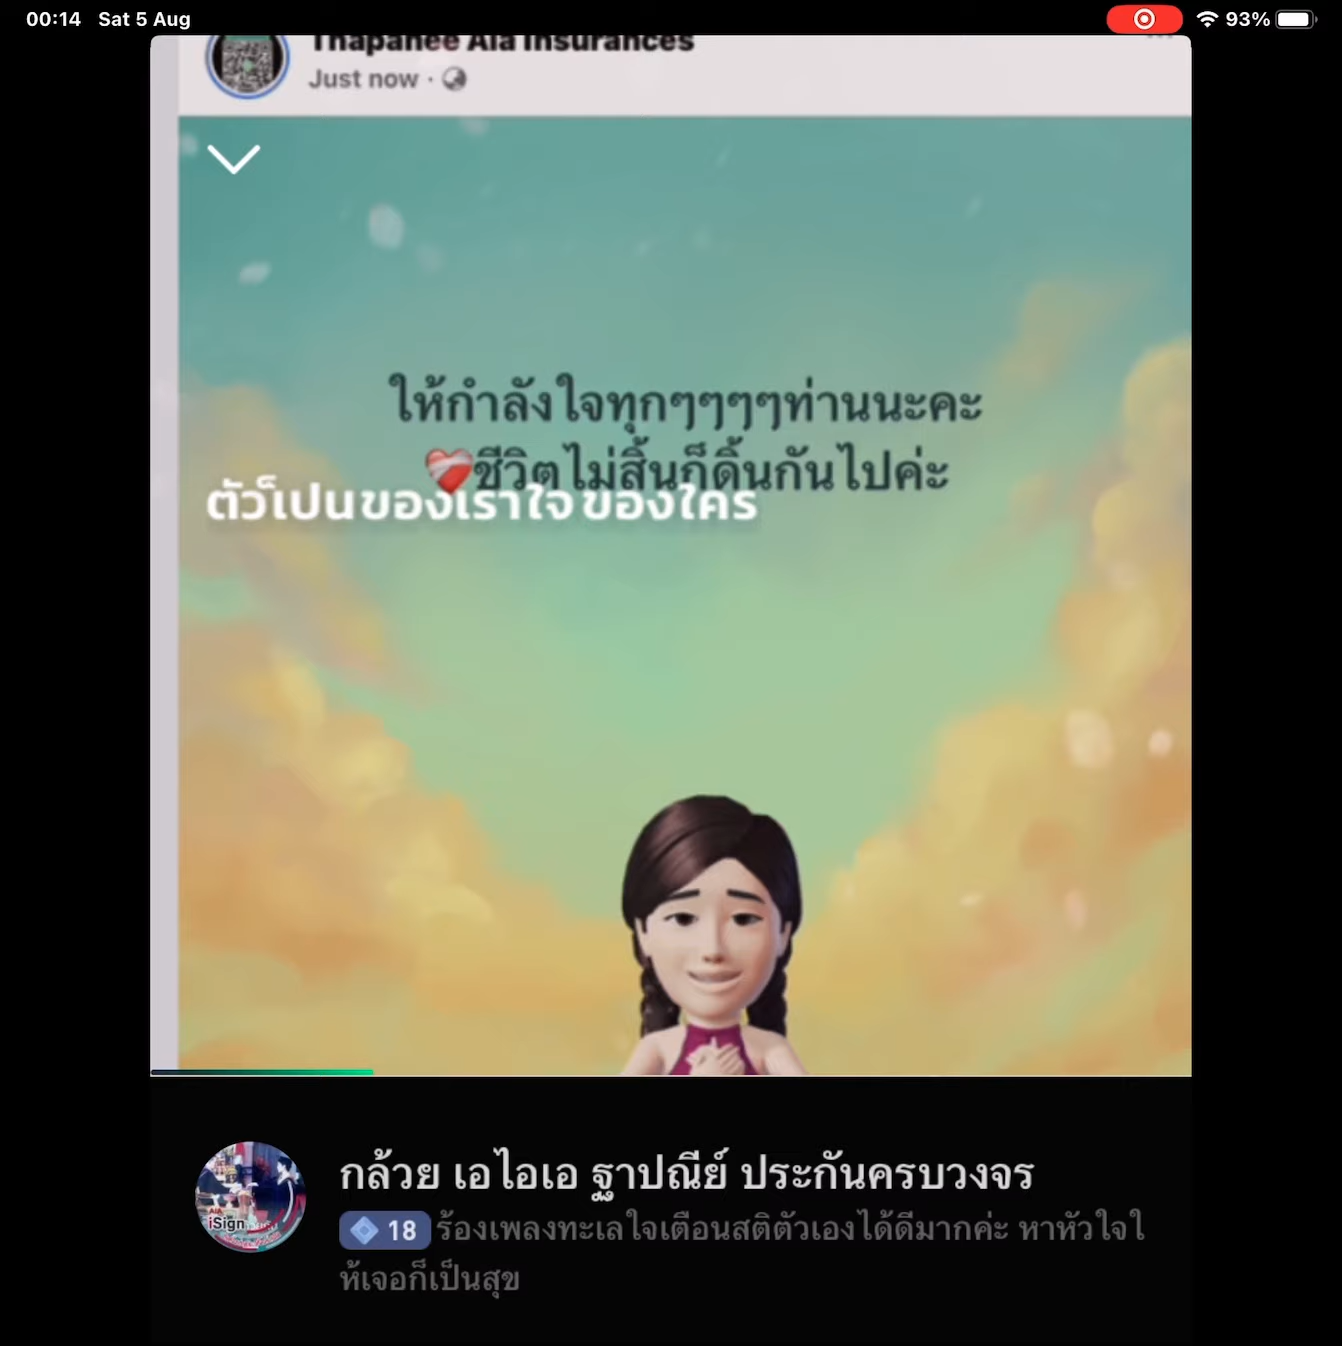 00:14 Sat 5 Aug
93%
Thapanee Aia Insurances
Just now ·
ให้กำลังใจทุกๆๆๆๆท่านนะคะ
❤️‍🩹ชีวิตไม่สิ้นก็ดิ้นกันไปค่ะ
ตัวก็เป็นของเราใจของใคร
กล้วย เอไอเอ ฐาปณีย์ ประกันครบวงจร
18 ร้องเพลงทะเลใจเตือนสติตัวเองได้ดีมากค่ะ หาหัวใจใ
ห้เจอก็เป็นสุข
AIA
iSign